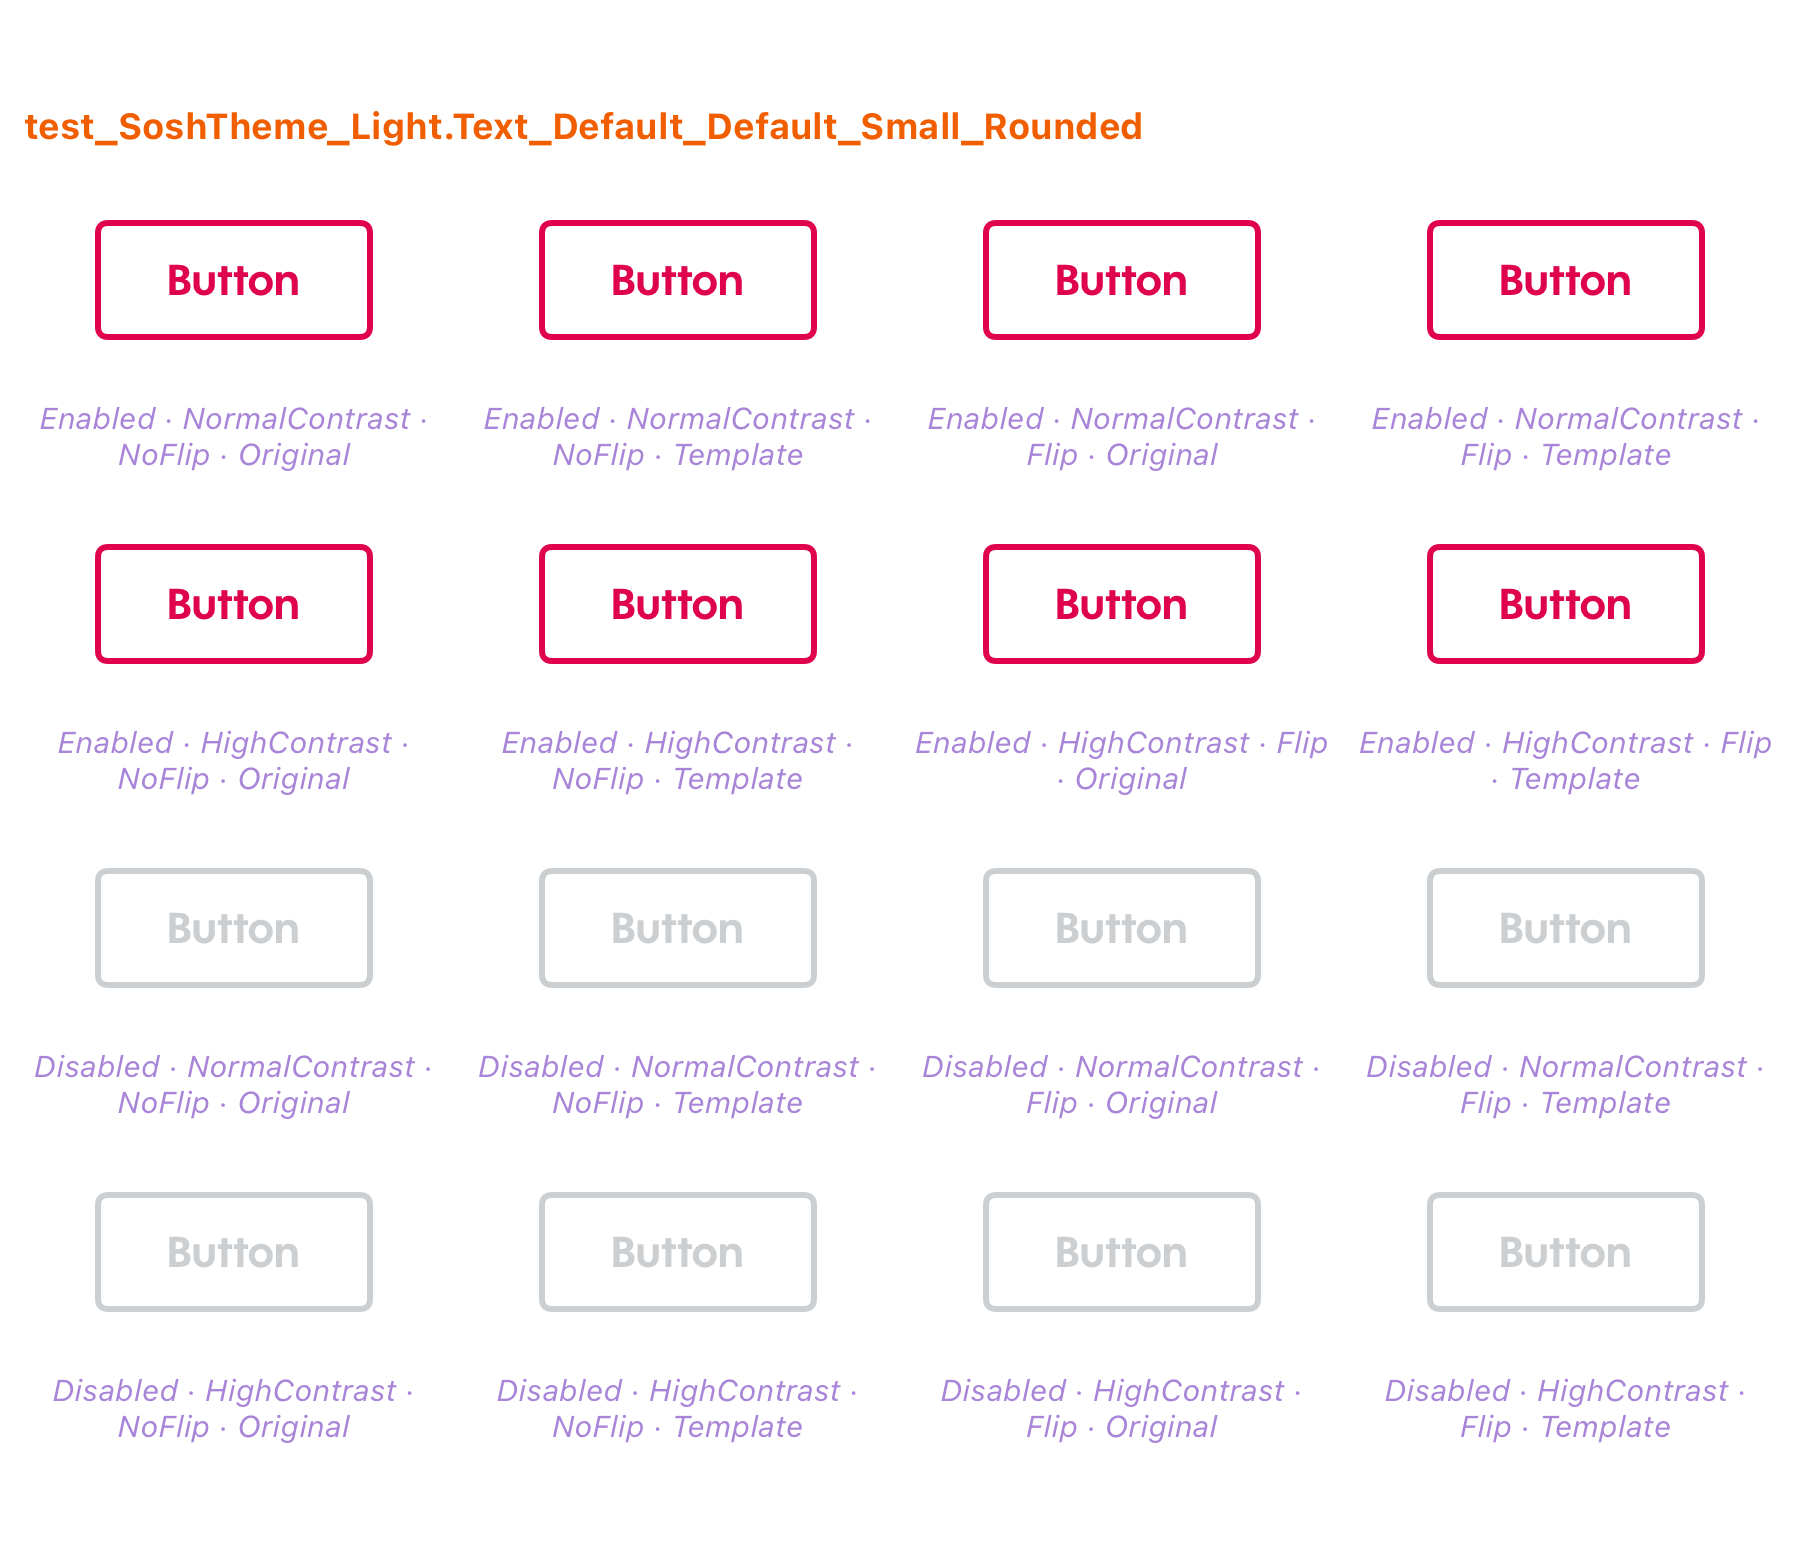 test_SoshTheme_Light.Text_Default_Default_Small_Rounded
Button Button Button Button
Enabled · NormalContrast · Enabled · NormalContrast · Enabled · NormalContrast · Enabled · NormalContrast ·
NoFlip · Original NoFlip · Template Flip · Original Flip · Template
Button Button Button Button
Enabled · HighContrast · Enabled · HighContrast · Enabled · HighContrast · Flip Enabled · HighContrast · Flip
NoFlip · Original NoFlip · Template · Original · Template
Button Button Button Button
Disabled · NormalContrast · Disabled · NormalContrast · Disabled · NormalContrast · Disabled · NormalContrast ·
NoFlip · Original NoFlip · Template Flip · Original Flip · Template
Button Button Button Button
Disabled · HighContrast · Disabled · HighContrast · Disabled · HighContrast · Disabled · HighContrast ·
NoFlip · Original NoFlip · Template Flip · Original Flip · Template